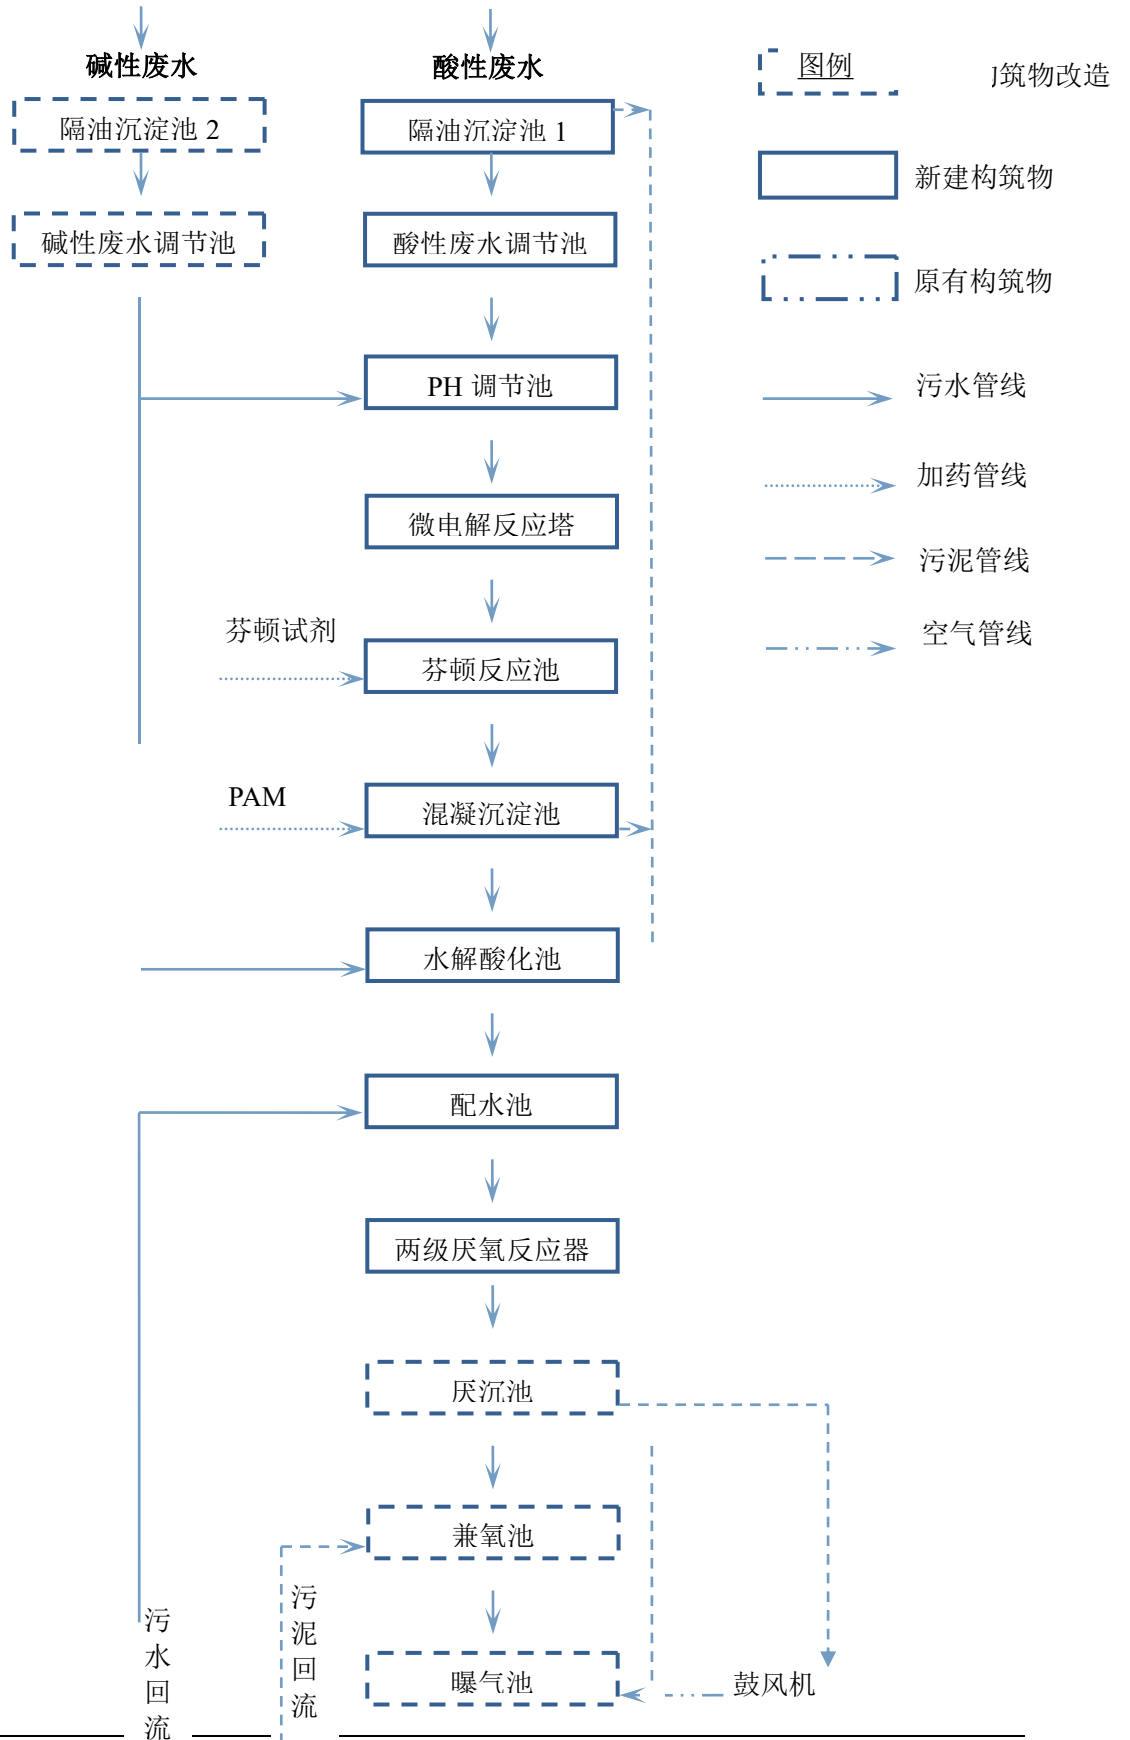 碱性废水
酸性废水
图例
筑物改造
隔油沉淀池 2
隔油沉淀池 1
新建构筑物
碱性废水调节池
酸性废水调节池
原有构筑物
PH 调节池
污水管线
加药管线
微电解反应塔
污泥管线
芬顿试剂
空气管线
芬顿反应池
PAM
混凝沉淀池
水解酸化池
配水池
两级厌氧反应器
厌沉池
兼氧池
污水回流
污泥回流
曝气池
鼓风机